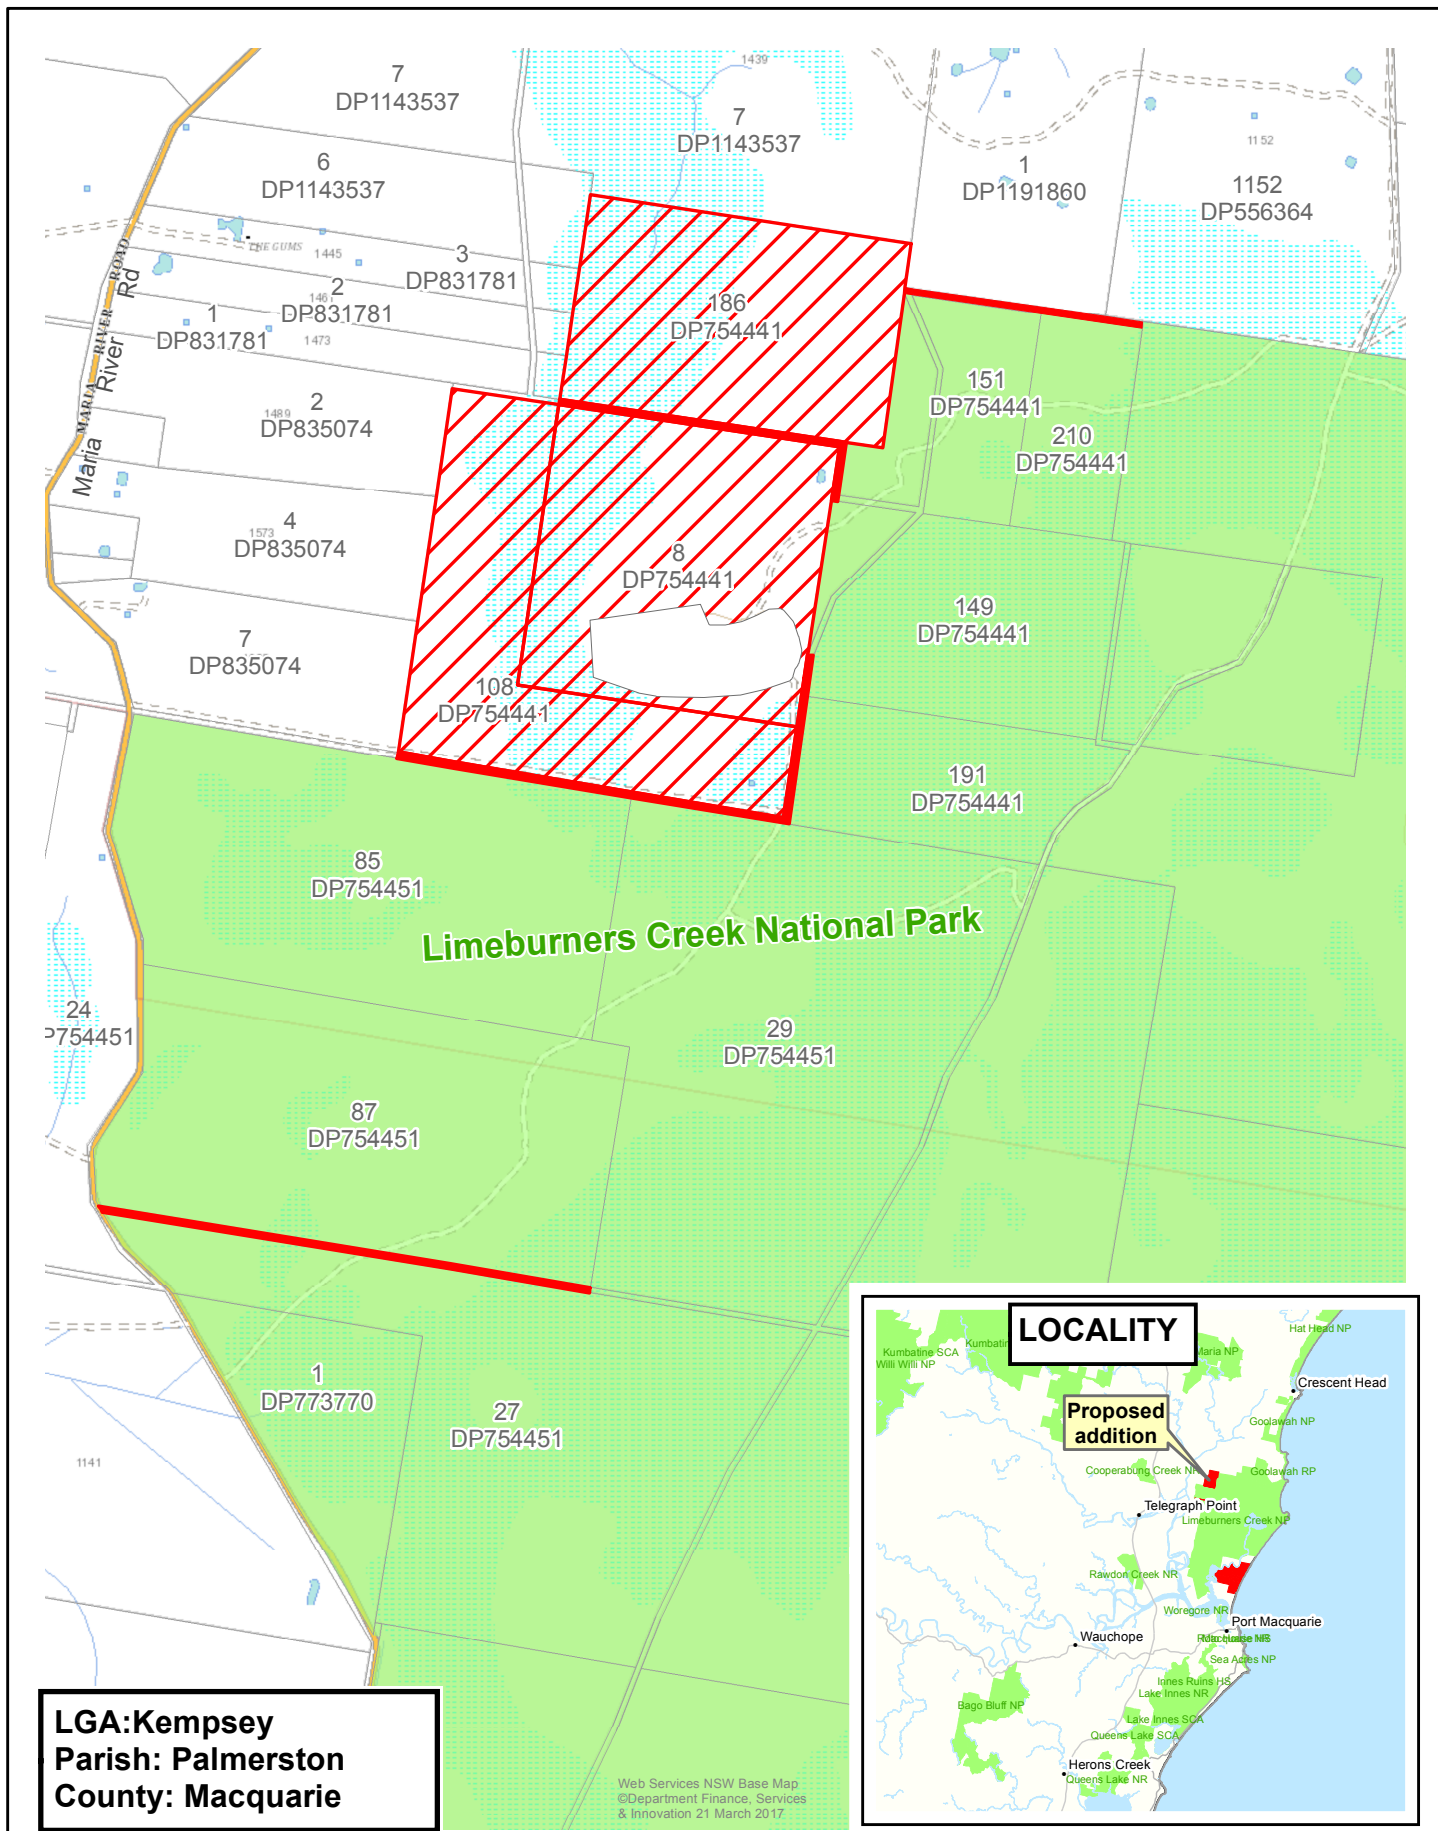 7
DP1143537
1439
7
DP1143537
6
DP1143537
1
DP1191860
1152
1152
DP556364
THE GUMS
1445
3
DP831781
2
DP831781
1
DP831781
1473
186
DP754441
MARIA RIVER ROAD
Maria River Rd
151
DP754441
210
DP754441
1489
2
DP835074
4
1573
DP835074
8
DP754441
149
DP754441
7
DP835074
108
DP754441
191
DP754441
85
DP754451
Limeburners Creek National Park
24
P754451
29
DP754451
87
DP754451
1
DP773770
27
DP754451
1141
LOCALITY
Hat Head NP
Kumbatine SCA
Kumbatin
Willi Willi NP
Maria NP
Crescent Head
Proposed
addition
Goolawah NP
Cooperabung Creek NR
Goolawah RP
Telegraph Point
Limeburners Creek NP
Rawdon Creek NR
Woregore NR
Port Macquarie
Wauchope
Sea Acres NP
Innes Ruins HS
Lake Innes NR
Bago Bluff NP
Lake Innes SCA
Queens Lake SCA
Herons Creek
Queens Lake NR
LGA:Kempsey
Parish: Palmerston
County: Macquarie
Web Services NSW Base Map
©Department Finance, Services
& Innovation 21 March 2017